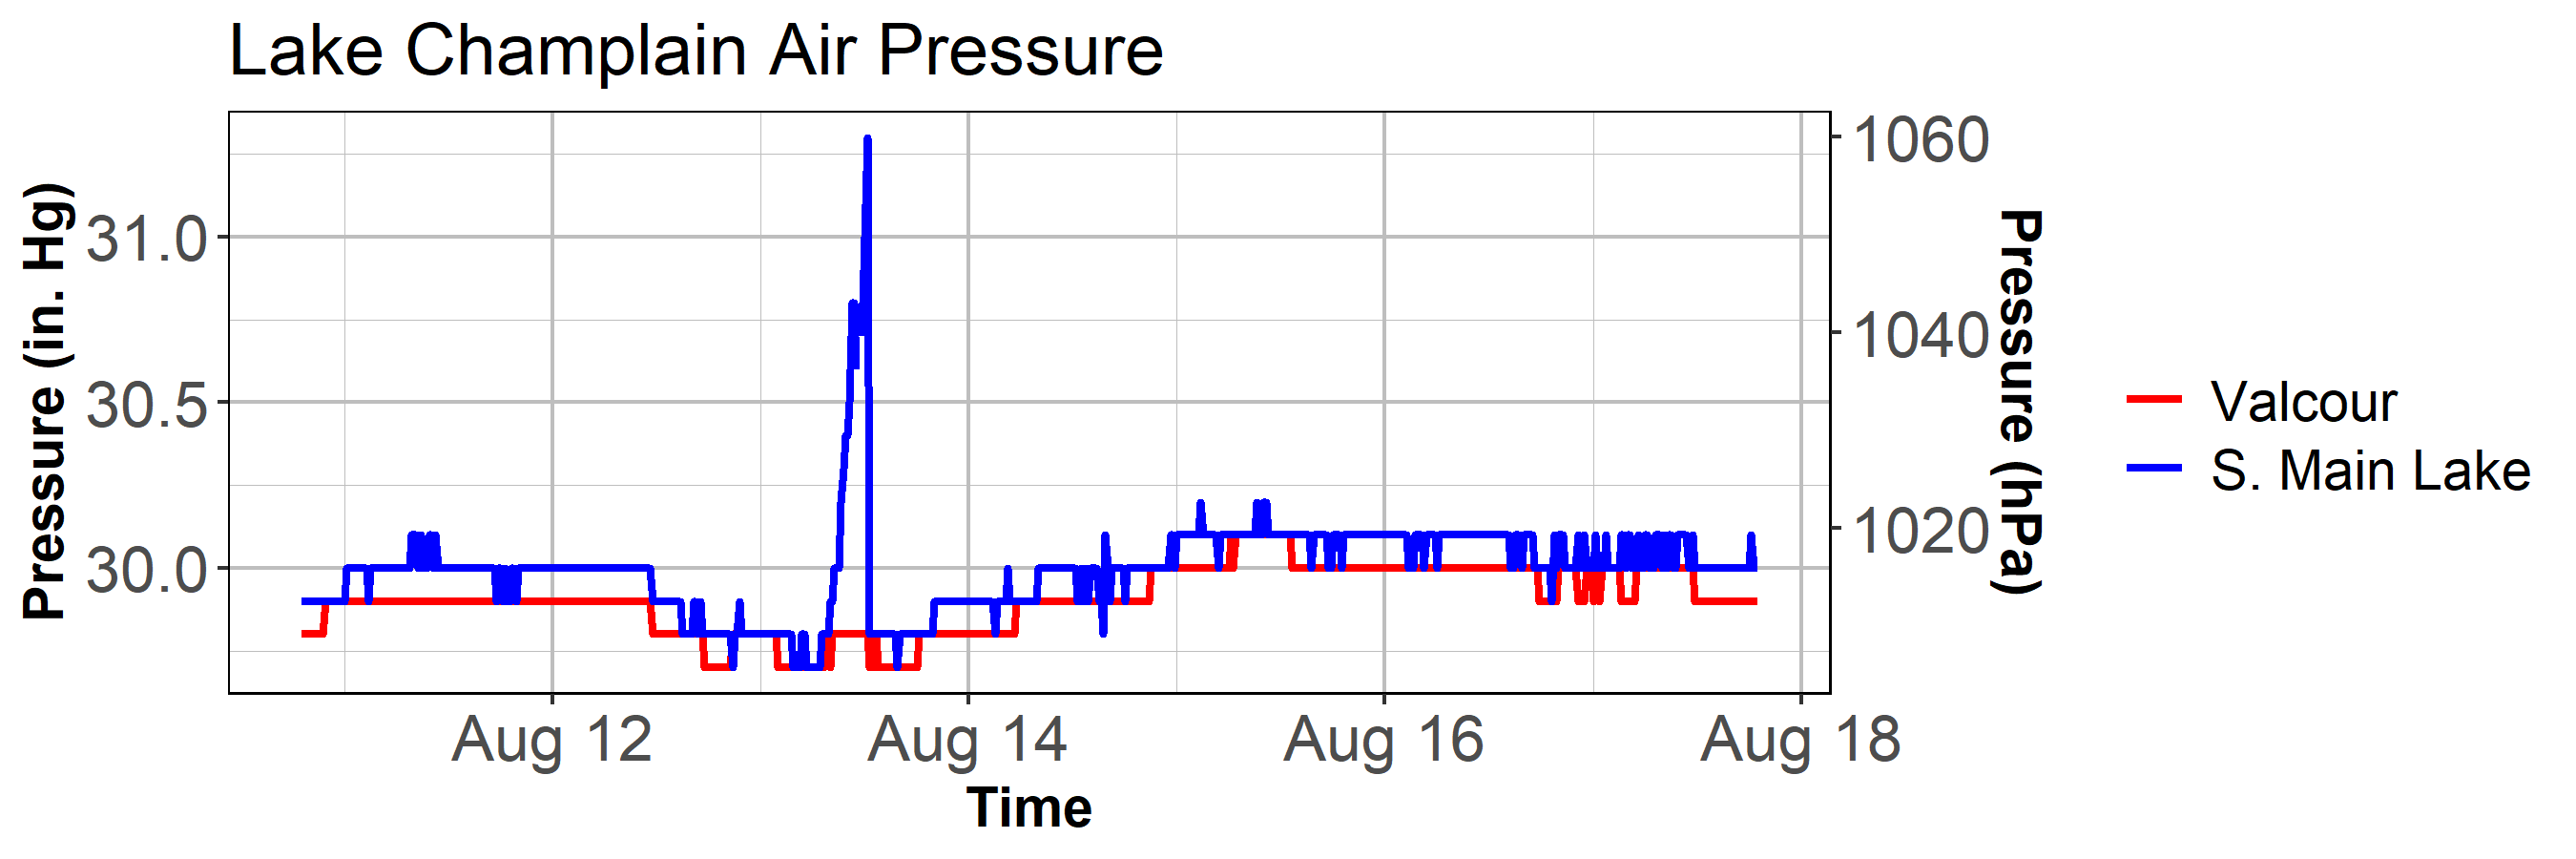 Lake Champlain Air Pressure
Pressure (in. Hg)
31.0
30.5
30.0
1060
1040
1020
Pressure (hPa)
Valcour
S. Main Lake
Aug 12
Aug 14
Aug 16
Aug 18
Time